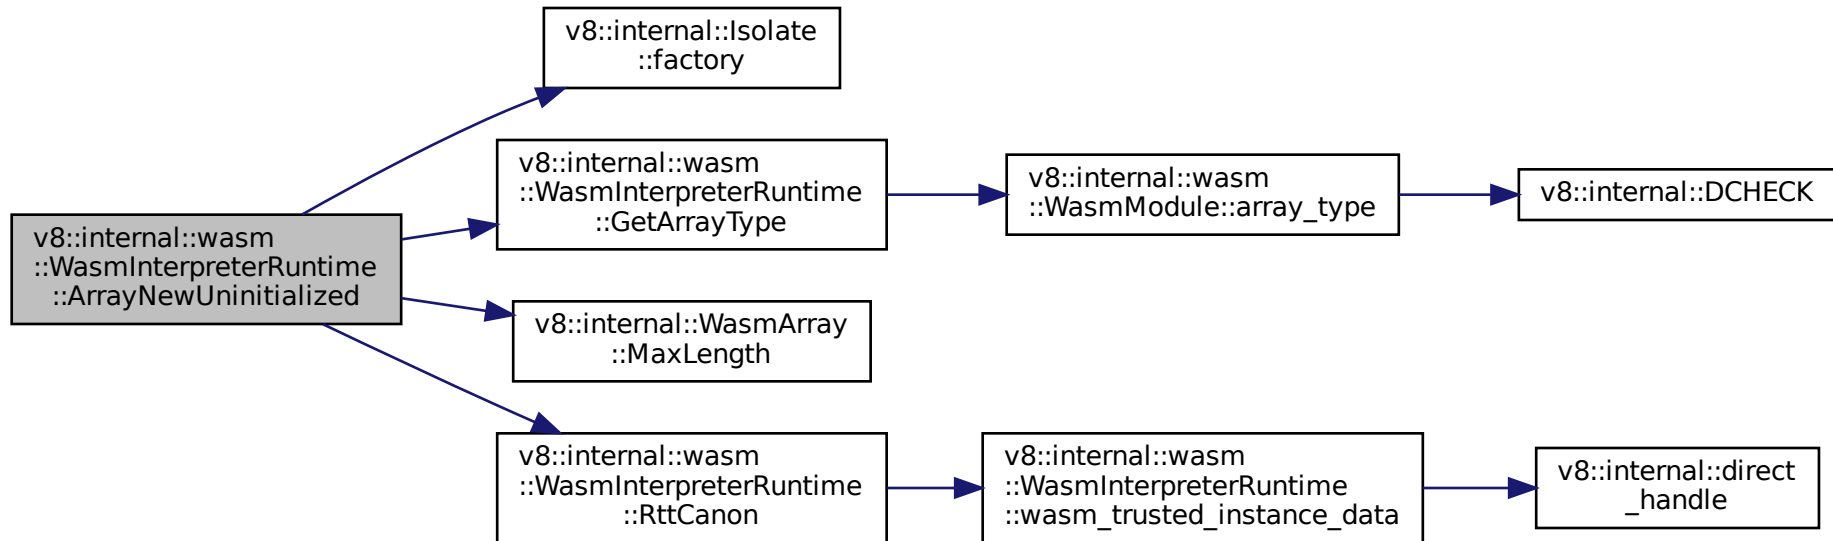 v8::internal::Isolate
::factory
v8::internal::wasm
::WasmInterpreterRuntime
::GetArrayType
v8::internal::wasm
::WasmModule::array_type
v8::internal::DCHECK
v8::internal::wasm
::WasmInterpreterRuntime
::ArrayNewUninitialized
v8::internal::WasmArray
::MaxLength
v8::internal::wasm
::WasmInterpreterRuntime
::RttCanon
v8::internal::wasm
::WasmInterpreterRuntime
::wasm_trusted_instance_data
v8::internal::direct
_handle